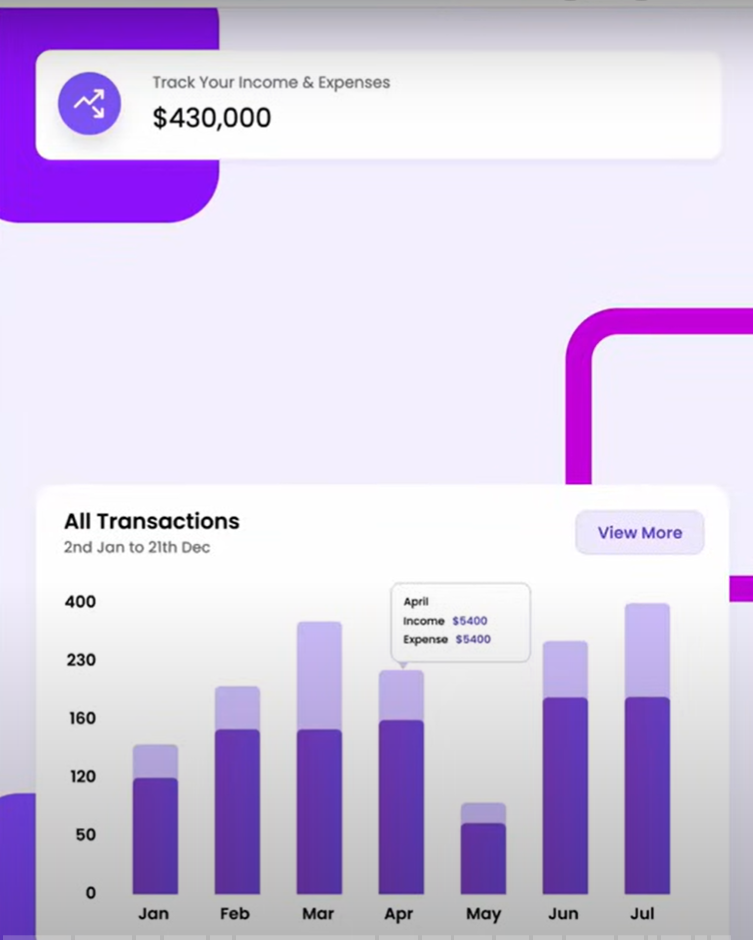 Track Your Income & Expenses
$430,000
All Transactions
2nd Jan to 21th Dec
View More
400
230
160
120
50
0
April
Income $5400
Expense $5400
Jan Feb Mar Apr May Jun Jul